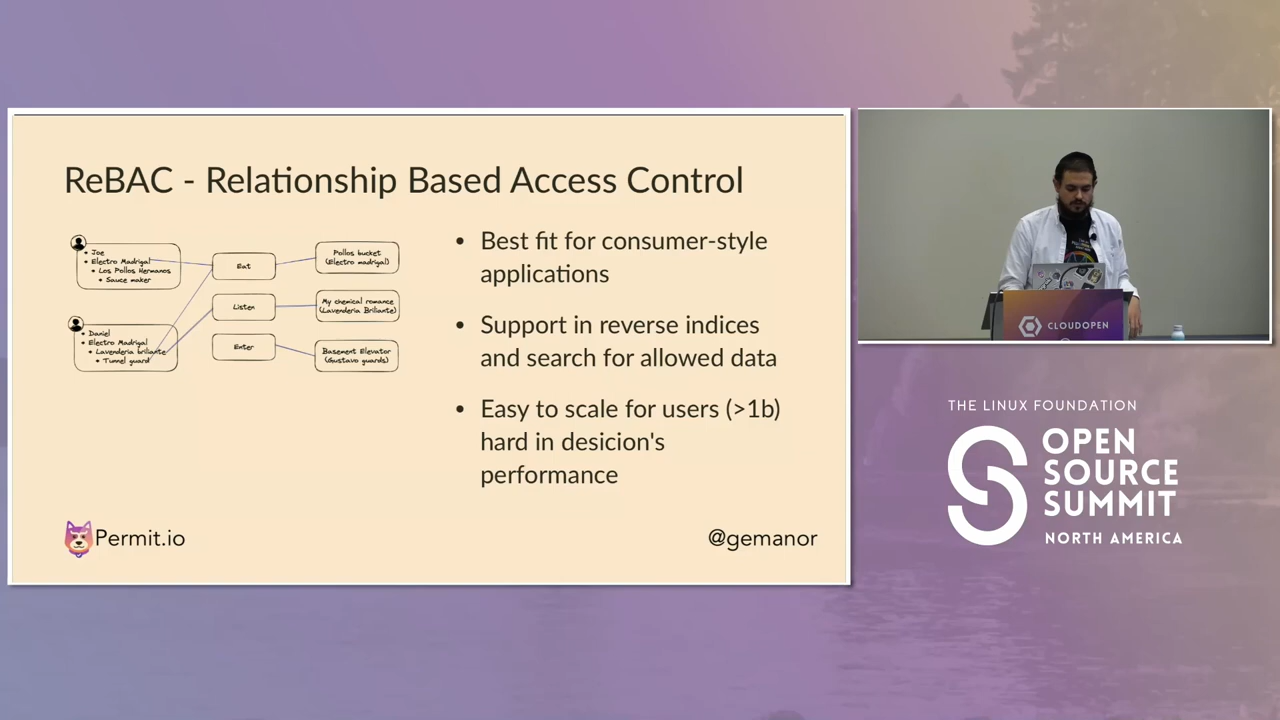 ReBAC - Relationship Based Access Control
• Joe
• Electro Madrigal
• Los Pollos Hermanos
• Sauce maker
• Daniel
• Electro Madrigal
• Lavenderia brillante
• Tunnel guard
Eat
Listen
Enter
Pollos bucket
(Electro madrigal)
My chemical romance
(Lavenderia Brillante)
Basement Elevator
(Gustavo guards)
• Best fit for consumer-style
applications
• Support in reverse indices
and search for allowed data
• Easy to scale for users (>1b)
hard in desicion's
performance
Permit.io
@gemanor
CLOUDOPEN
THE LINUX FOUNDATION
OPEN
SOURCE
SUMMIT
NORTH AMERICA